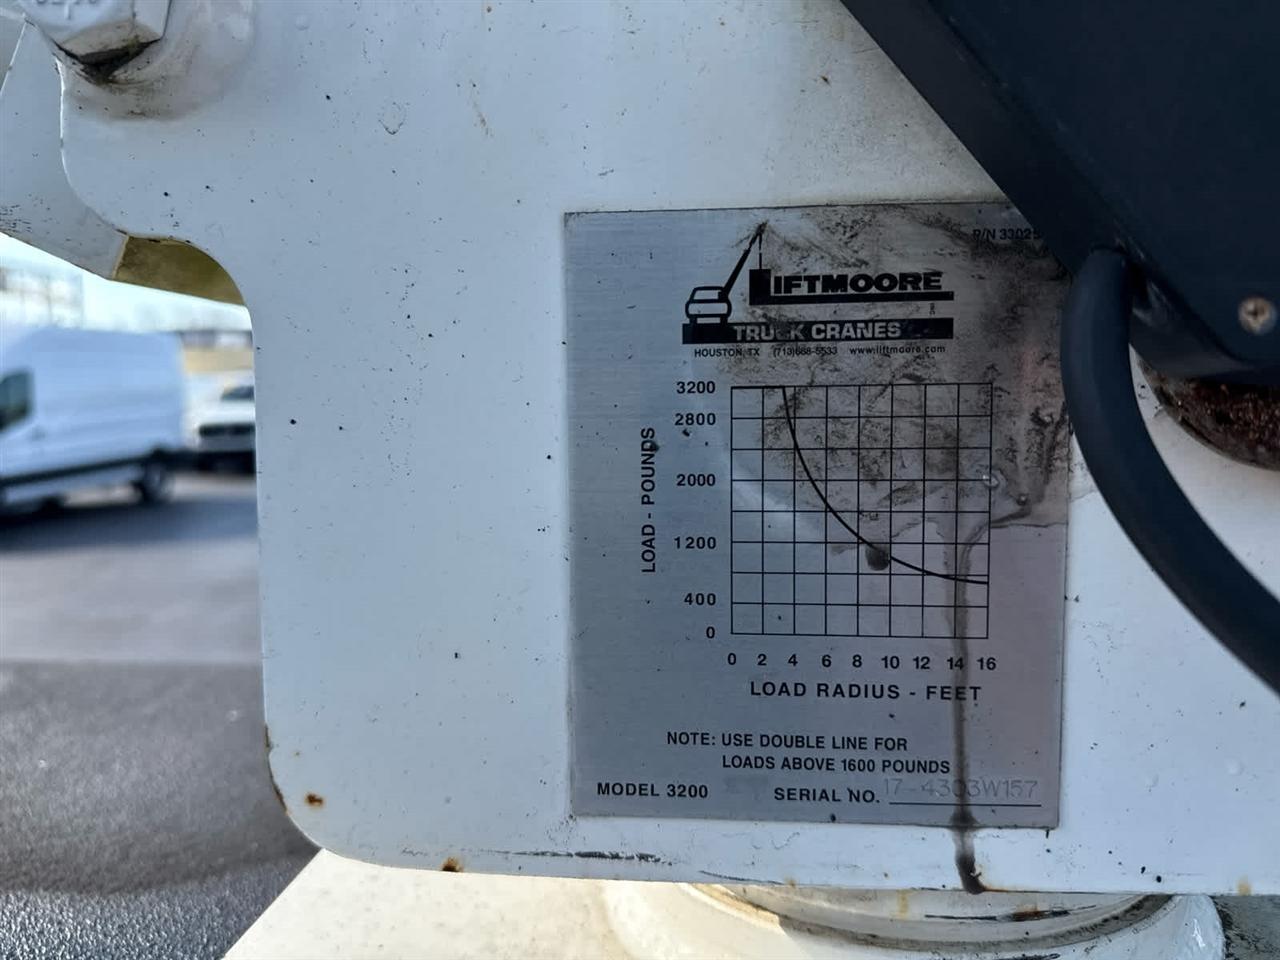 P/N 3302
LIFTMOORE
TRUCK CRANES
HOUSTON, TX (713)688-5533 www.liftmoore.com
LOAD - POUNDS
3200
2800
2000
1200
400
0
0 2 4 6 8 10 12 14 16
LOAD RADIUS - FEET
NOTE: USE DOUBLE LINE FOR
LOADS ABOVE 1600 POUNDS
MODEL 3200 SERIAL NO. 17-4303W157